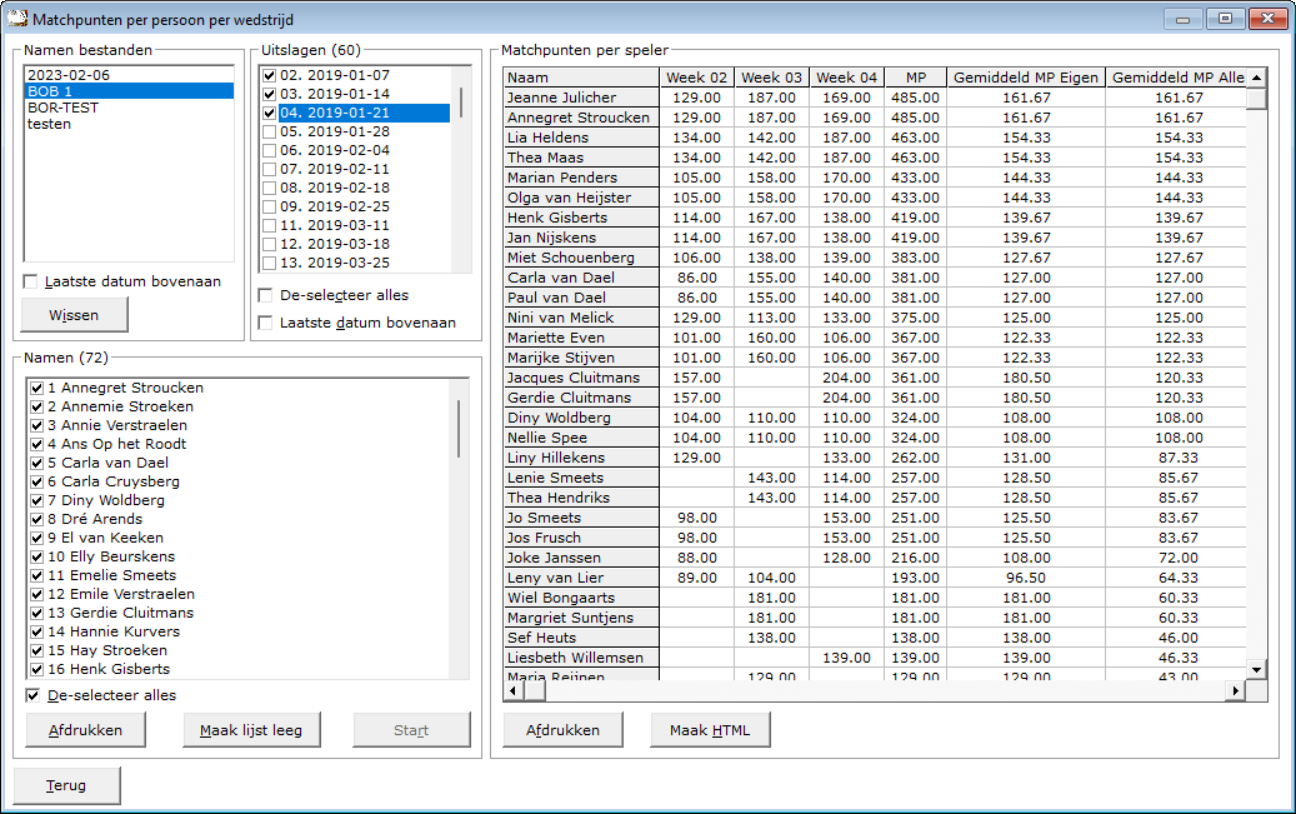 Matchpunten per persoon per wedstrijd
Namen bestanden
2023-02-06
BOB 1
BOR-TEST
testen
Laatste datum bovenaan
Wissen
Uitslagen (60)
02. 2019-01-07
03. 2019-01-14
04. 2019-01-21
05. 2019-01-28
06. 2019-02-04
07. 2019-02-11
08. 2019-02-18
09. 2019-02-25
11. 2019-03-11
12. 2019-03-18
13. 2019-03-25
De-selecteer alles
Laatste datum bovenaan
Namen (72)
1 Annegret Stroucken
2 Annemie Stroeken
3 Annie Verstraelen
4 Ans Op het Roodt
5 Carla van Dael
6 Carla Cruysberg
7 Diny Woldberg
8 Dré Arends
9 El van Keeken
10 Elly Beurskens
11 Emelie Smeets
12 Emile Verstraelen
13 Gerdie Cluitmans
14 Hannie Kurvers
15 Hay Stroeken
16 Henk Gisberts
De-selecteer alles
Afdrukken Maak lijst leeg Start
Matchpunten per speler
Naam Week 02 Week 03 Week 04 MP Gemiddeld MP Eigen Gemiddeld MP Alle
Jeanne Julicher 129.00 187.00 169.00 485.00 161.67 161.67
Annegret Stroucken 129.00 187.00 169.00 485.00 161.67 161.67
Lia Heldens 134.00 142.00 187.00 463.00 154.33 154.33
Thea Maas 134.00 142.00 187.00 463.00 154.33 154.33
Marian Penders 105.00 158.00 170.00 433.00 144.33 144.33
Olga van Heijster 105.00 158.00 170.00 433.00 144.33 144.33
Henk Gisberts 114.00 167.00 138.00 419.00 139.67 139.67
Jan Nijskens 114.00 167.00 138.00 419.00 139.67 139.67
Miet Schouenberg 106.00 138.00 139.00 383.00 127.67 127.67
Carla van Dael 86.00 155.00 140.00 381.00 127.00 127.00
Paul van Dael 86.00 155.00 140.00 381.00 127.00 127.00
Nini van Melick 129.00 113.00 133.00 375.00 125.00 125.00
Mariette Even 101.00 160.00 106.00 367.00 122.33 122.33
Marijke Stijven 101.00 160.00 106.00 367.00 122.33 122.33
Jacques Cluitmans 157.00 204.00 361.00 180.50 120.33
Gerdie Cluitmans 157.00 204.00 361.00 180.50 120.33
Diny Woldberg 104.00 110.00 110.00 324.00 108.00 108.00
Nellie Spee 104.00 110.00 110.00 324.00 108.00 108.00
Liny Hillekens 129.00 133.00 262.00 131.00 87.33
Lenie Smeets 143.00 114.00 257.00 128.50 85.67
Thea Hendriks 143.00 114.00 257.00 128.50 85.67
Jo Smeets 98.00 153.00 251.00 125.50 83.67
Jos Frusch 98.00 153.00 251.00 125.50 83.67
Joke Janssen 88.00 128.00 216.00 108.00 72.00
Leny van Lier 89.00 104.00 193.00 96.50 64.33
Wiel Bongaarts 181.00 181.00 181.00 60.33
Margriet Suntjens 181.00 181.00 181.00 60.33
Sef Heuts 138.00 138.00 138.00 46.00
Liesbeth Willemsen 139.00 139.00 139.00 46.33
Maria Reijnen 129.00 129.00 129.00 43.00
Afdrukken Maak HTML
Terug